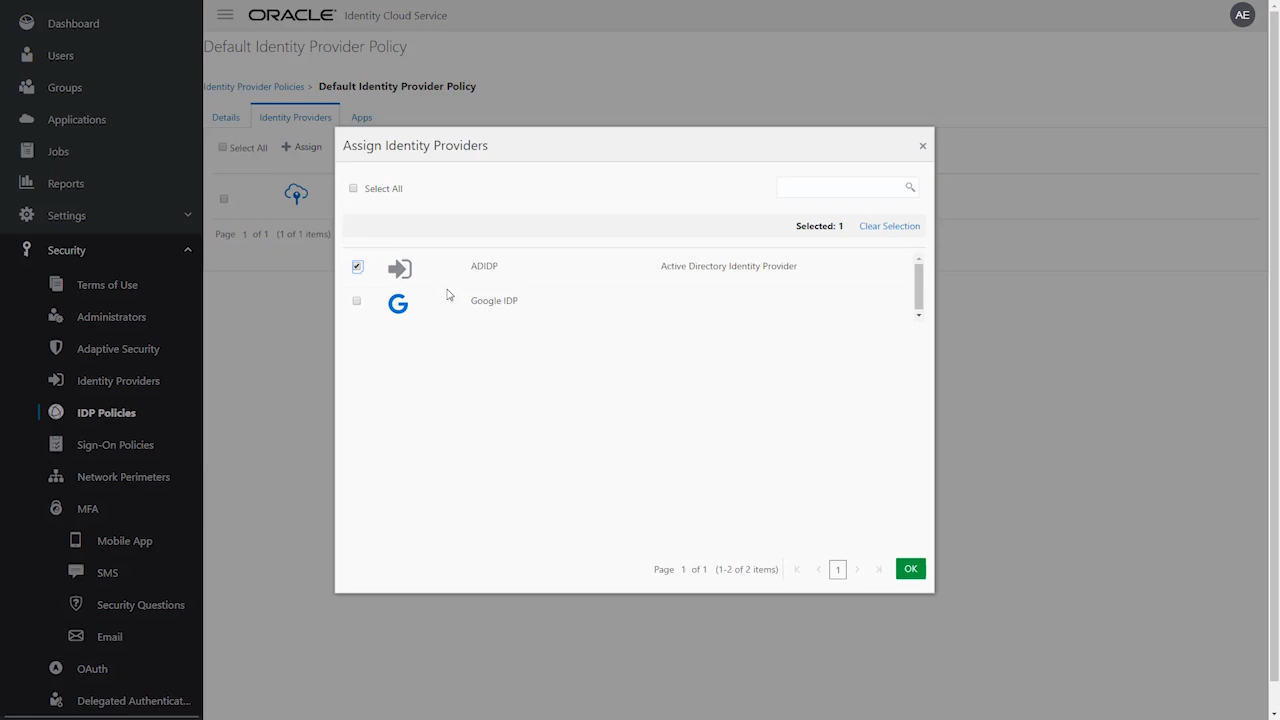 Dashboard
Users
Groups
Applications
Jobs
Reports
Settings
Security
Terms of Use
Administrators
Adaptive Security
Identity Providers
IDP Policies
Sign-On Policies
Network Perimeters
MFA
Mobile App
SMS
Security Questions
Email
OAuth
Delegated Authenticat...
ORACLE® Identity Cloud Service
AE
Default Identity Provider Policy
Identity Provider Policies > Default Identity Provider Policy
Details Identity Providers Apps
Select All + Assign
Page 1 of 1 (1 of 1 items)
Assign Identity Providers ×
Select All
Selected: 1 Clear Selection
ADIDP Active Directory Identity Provider
G Google IDP
Page 1 of 1 (1-2 of 2 items) 1 OK